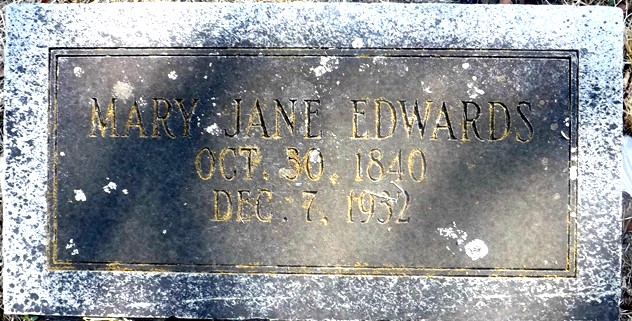 MARY JANE EDWARDS
OCT. 30, 1840
DEC. 7, 1932